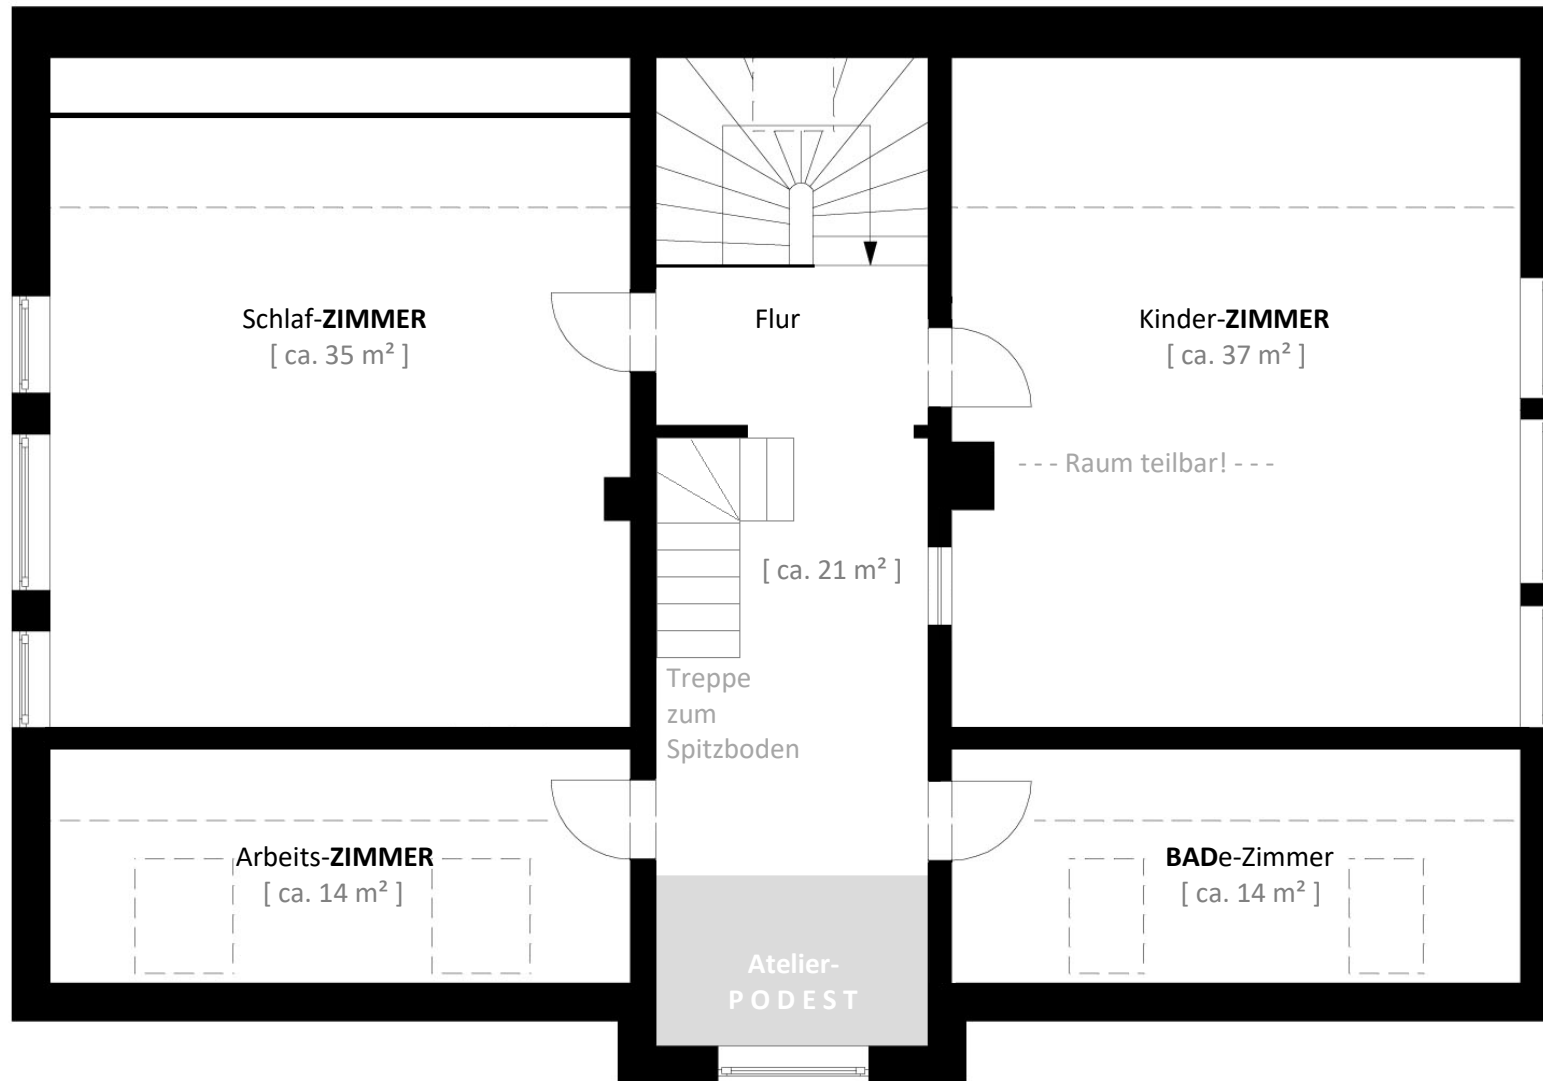 Schlaf-ZIMMER
[ ca. 35 m² ]
Flur
Kinder-ZIMMER
[ ca. 37 m² ]
- - - Raum teilbar! - - -
[ ca. 21 m² ]
Treppe
zum
Spitzboden
Arbeits-ZIMMER
[ ca. 14 m² ]
BADe-Zimmer
[ ca. 14 m² ]
Atelier-
PODEST